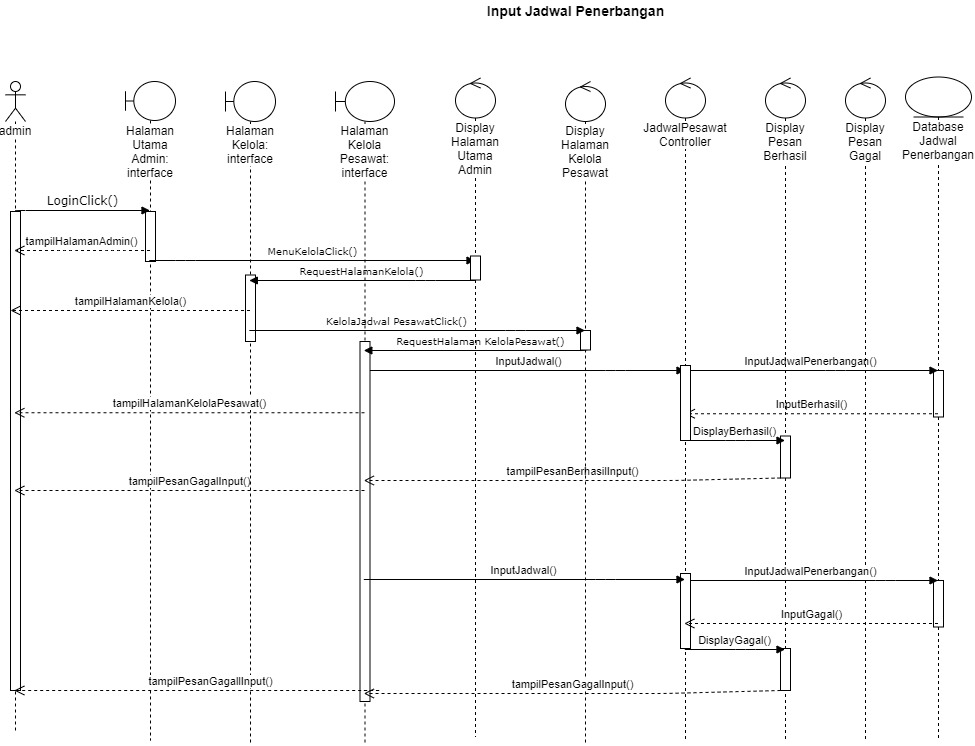 Input Jadwal Penerbangan
admin
Halaman
Utama
Admin:
interface
Halaman
Kelola:
interface
Halaman
Kelola
Pesawat:
interface
Display
Halaman
Utama
Admin
Display
Halaman
Kelola
Pesawat
JadwalPesawat
Controller
Display
Pesan
Berhasil
Display
Pesan
Gagal
Database
Jadwal
Penerbangan
LoginClick()
tampilHalamanAdmin()
MenuKelolaClick()
RequestHalamanKelola()
tampilHalamanKelola()
KelolaJadwal PesawatClick()
RequestHalaman KelolaPesawat()
InputJadwal()
InputJadwalPenerbangan()
tampilHalamanKelolaPesawat()
InputBerhasil()
DisplayBerhasil()
tampilPesanBerhasilInput()
tampilPesanGagalInput()
InputJadwal()
InputJadwalPenerbangan()
InputGagal()
DisplayGagal()
tampilPesanGagalInput()
tampilPesanGagalInput()